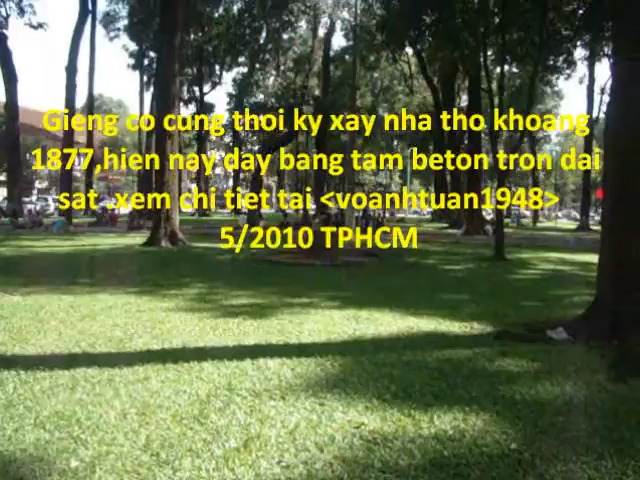 Gieng co cung thoi ky xay nha tho khoang
1877,hien nay day bang tam beton tron dai
sat .xem chi tiet tai <voanhtuan1948>
5/2010 TPHCM